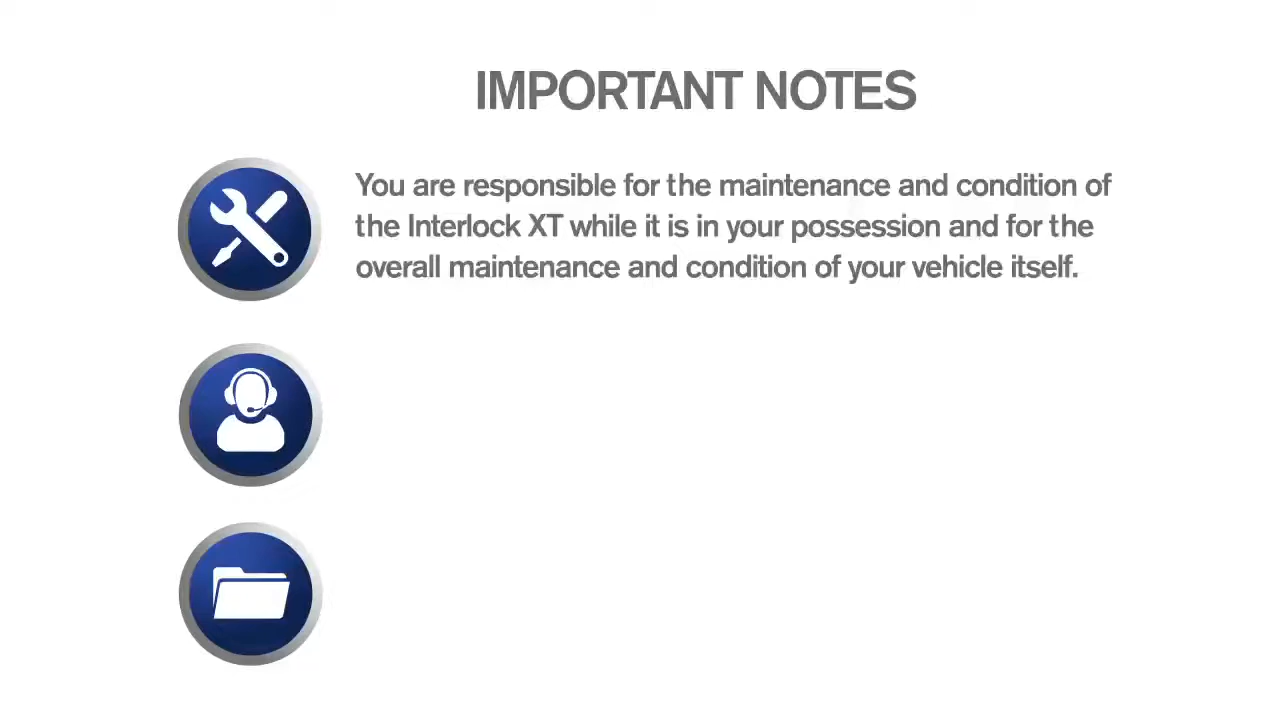 IMPORTANT NOTES
You are responsible for the maintenance and condition of
the Interlock XT while it is in your possession and for the
overall maintenance and condition of your vehicle itself.